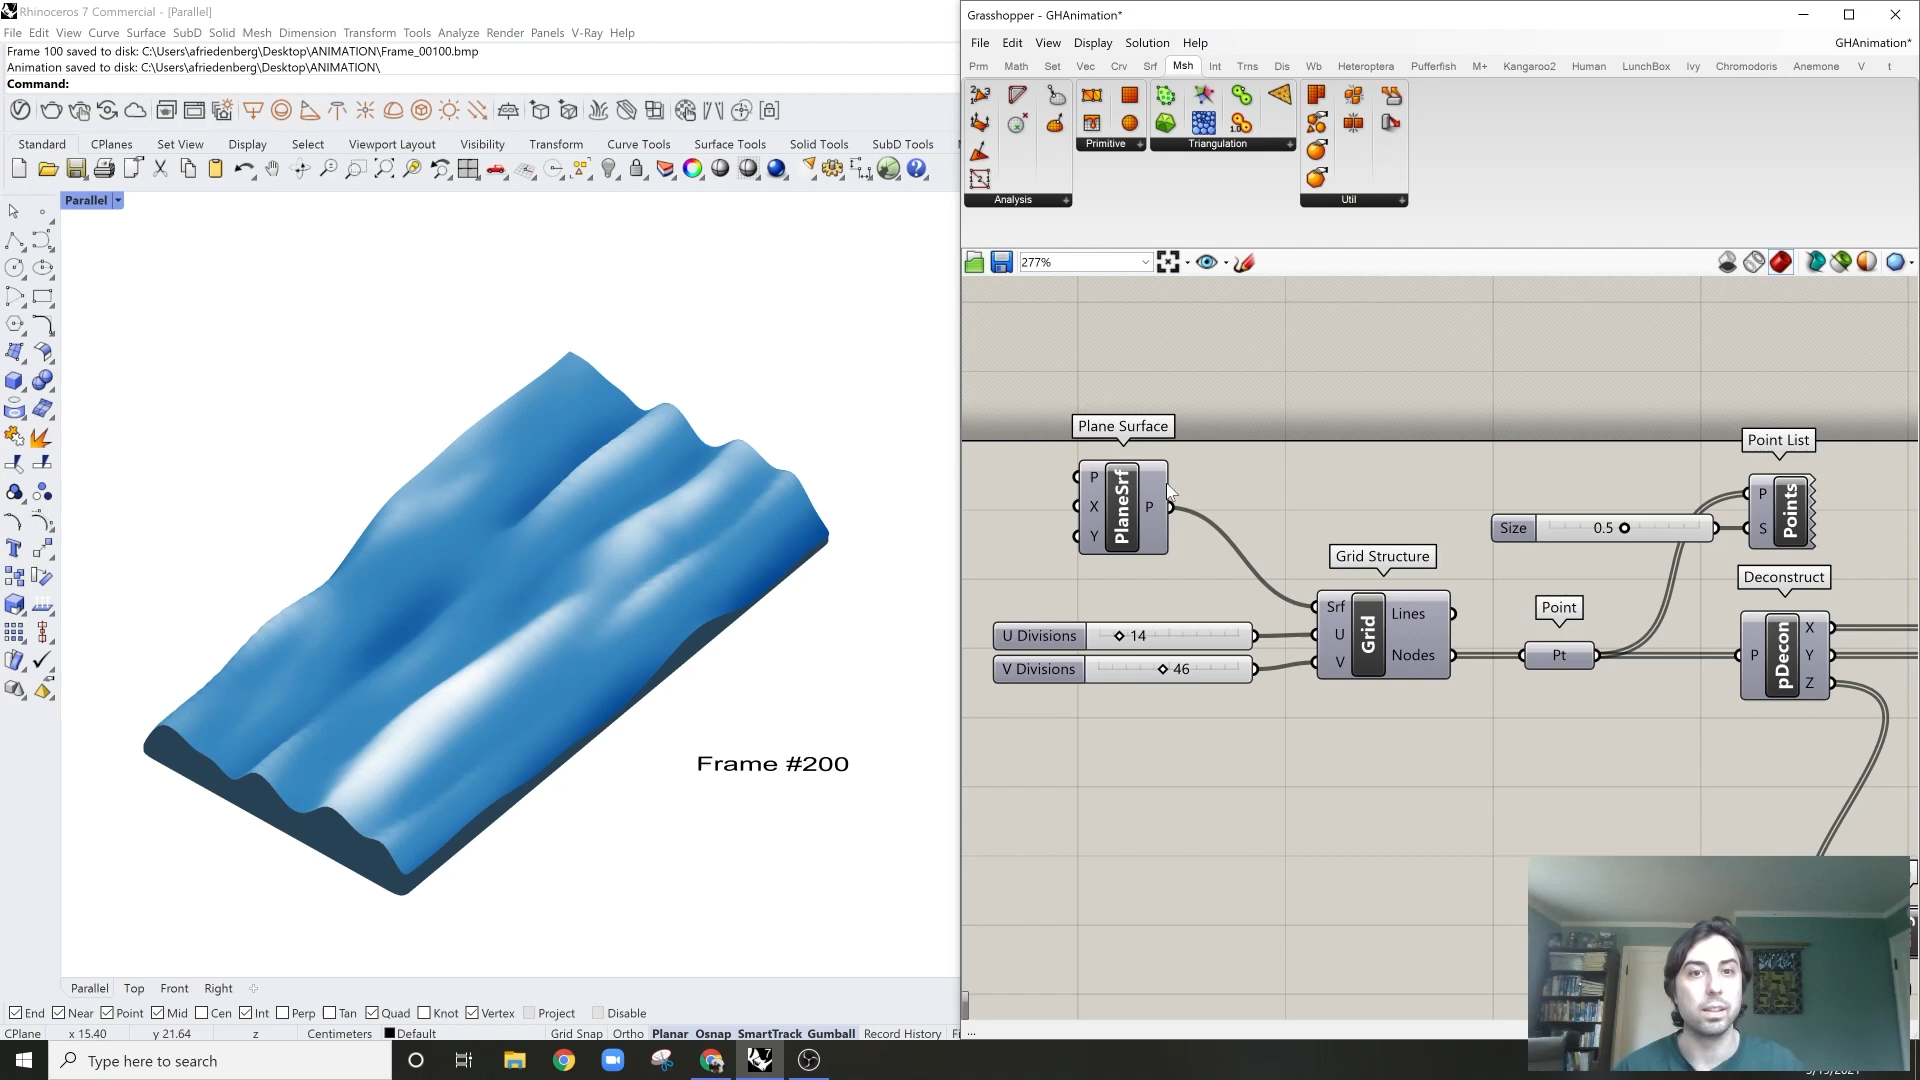 Rhinoceros 7 Commercial - [Parallel]
File Edit View Curve Surface SubD Solid Mesh Dimension Transform Tools Analyze Render Panels V-Ray Help
Frame 100 saved to disk: C:\Users\afriedenberg\Desktop\ANIMATION\Frame_00100.bmp
Animation saved to disk: C:\Users\afriedenberg\Desktop\ANIMATION\
Command:
Standard CPlanes Set View Display Select Viewport Layout Visibility Transform Curve Tools Surface Tools Solid Tools SubD Tools
Parallel
Frame #200
Parallel Top Front Right
End Near Point Mid Cen Int Perp Tan Quad Knot Vertex Project Disable
CPlane x 15.40 y 21.64 z Centimeters Default Grid Snap Ortho Planar Osnap SmartTrack Gumball Record History
Type here to search
Grasshopper - GHAnimation*
File Edit View Display Solution Help GHAnimation*
Prm Math Set Vec Crv Srf Msh Int Trns Dis Wb Heteroptera Pufferfish M+ Kangaroo2 Human LunchBox Ivy Chromodoris Anemone V t
Primitive Triangulation
Analysis Util
277%
Plane Surface
P
X
Y
PlaneSrf
P
U Divisions 14
V Divisions 46
Grid Structure
Srf
U
V
Grid
Lines
Nodes
Point
Pt
Size 0.5
Point List
P
S
Points
Deconstruct
P
pDecon
X
Y
Z